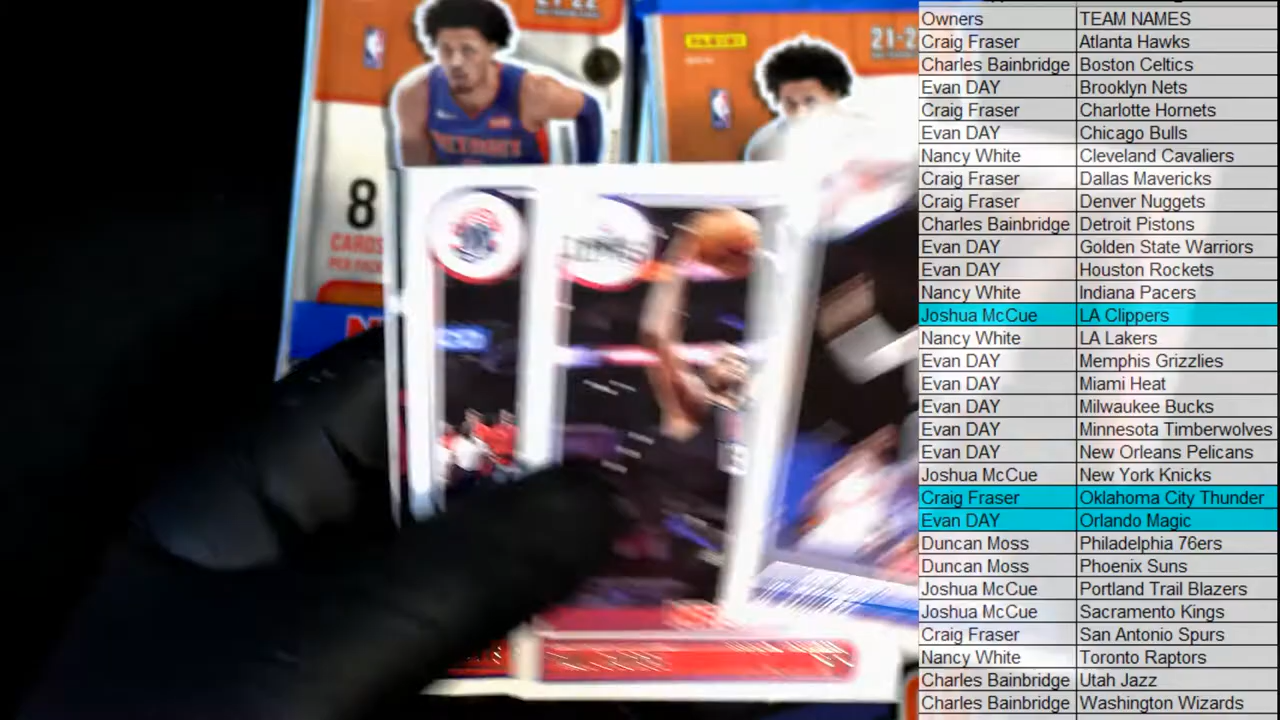 21-22
PANINI
21-2
8
CARDS
PER PACK
Owners TEAM NAMES
Craig Fraser Atlanta Hawks
Charles Bainbridge Boston Celtics
Evan DAY Brooklyn Nets
Craig Fraser Charlotte Hornets
Evan DAY Chicago Bulls
Nancy White Cleveland Cavaliers
Craig Fraser Dallas Mavericks
Craig Fraser Denver Nuggets
Charles Bainbridge Detroit Pistons
Evan DAY Golden State Warriors
Evan DAY Houston Rockets
Nancy White Indiana Pacers
Joshua McCue LA Clippers
Nancy White LA Lakers
Evan DAY Memphis Grizzlies
Evan DAY Miami Heat
Evan DAY Milwaukee Bucks
Evan DAY Minnesota Timberwolves
Evan DAY New Orleans Pelicans
Joshua McCue New York Knicks
Craig Fraser Oklahoma City Thunder
Evan DAY Orlando Magic
Duncan Moss Philadelphia 76ers
Duncan Moss Phoenix Suns
Joshua McCue Portland Trail Blazers
Joshua McCue Sacramento Kings
Craig Fraser San Antonio Spurs
Nancy White Toronto Raptors
Charles Bainbridge Utah Jazz
Charles Bainbridge Washington Wizards